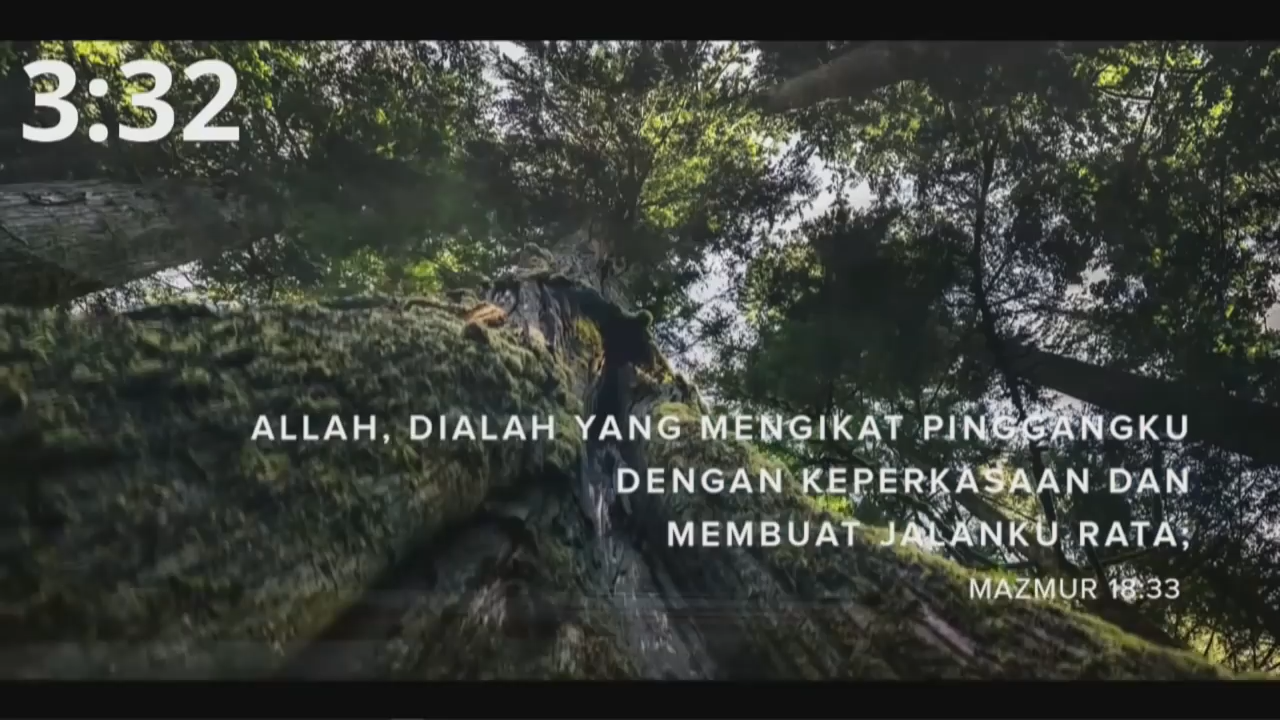 3:32
ALLAH, DIALAH YANG MENGIKAT PINGGANGKU
DENGAN KEPERKASAAN DAN
MEMBUAT JALANKU RATA;
MAZMUR 18:33